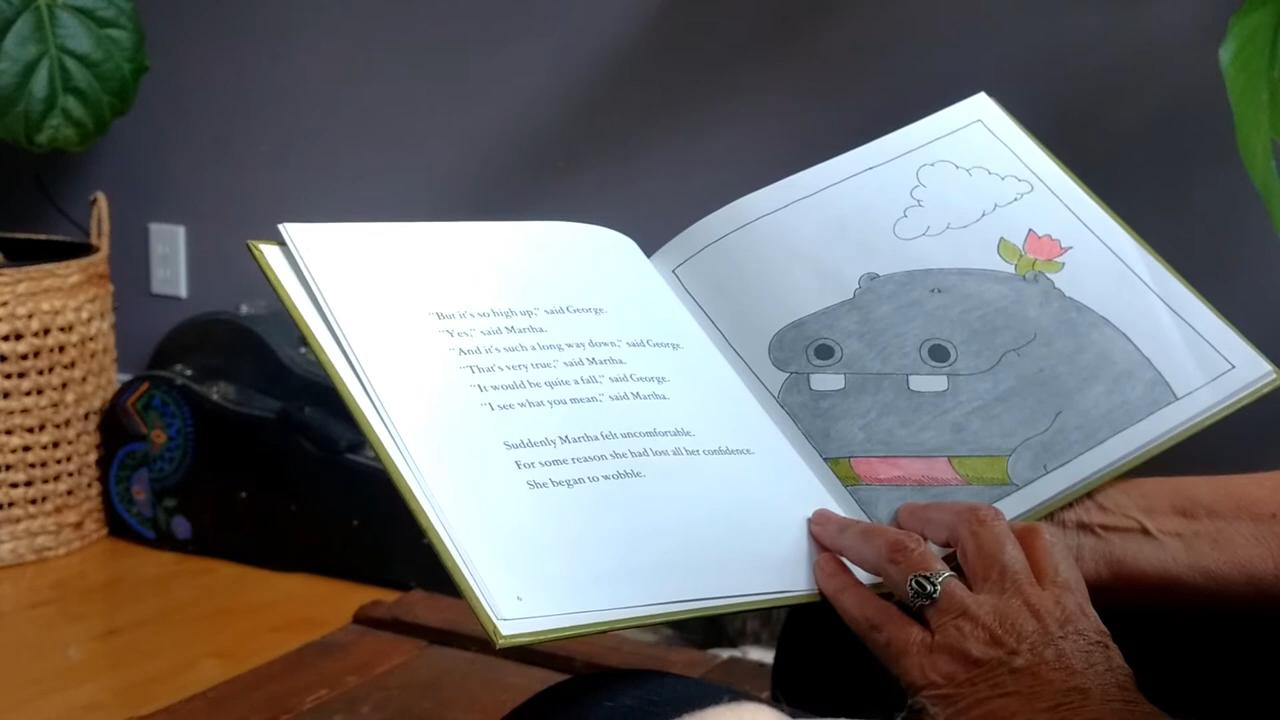 "But it's so high up," said George.
"Yes," said Martha.
"And it's such a long way down," said George.
"That's very true," said Martha.
"It would be quite a fall," said George.
"I see what you mean," said Martha.
Suddenly Martha felt uncomfortable.
For some reason she had lost all her confidence.
She began to wobble.
6